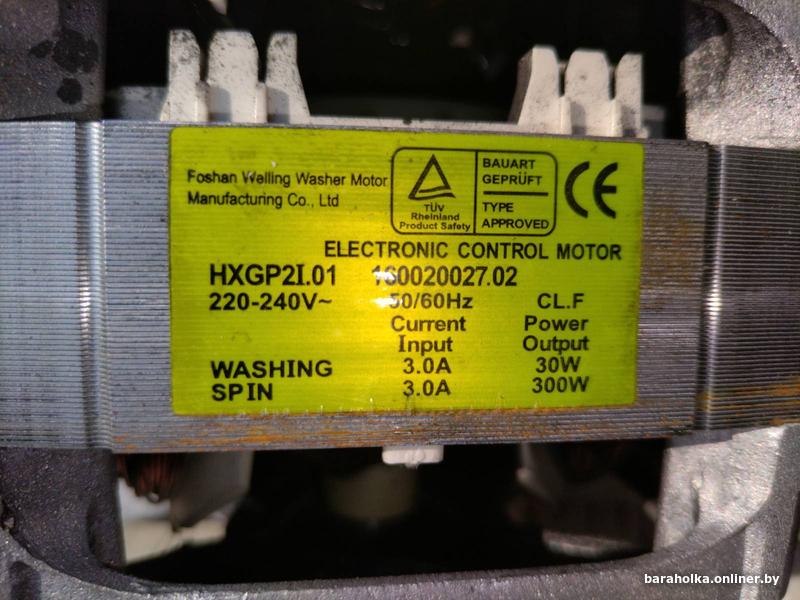 Foshan Welling Washer Motor
Manufacturing Co., Ltd
TÜV
Rheinland
Product Safety
BAUART
GEPRÜFT
TYPE
APPROVED
CE
ELECTRONIC CONTROL MOTOR
HXGP2I.01 160020027.02
220-240V~ 50/60Hz CL.F
Current Power
Input Output
WASHING 3.0A 30W
SPIN 3.0A 300W
baraholka.onliner.by